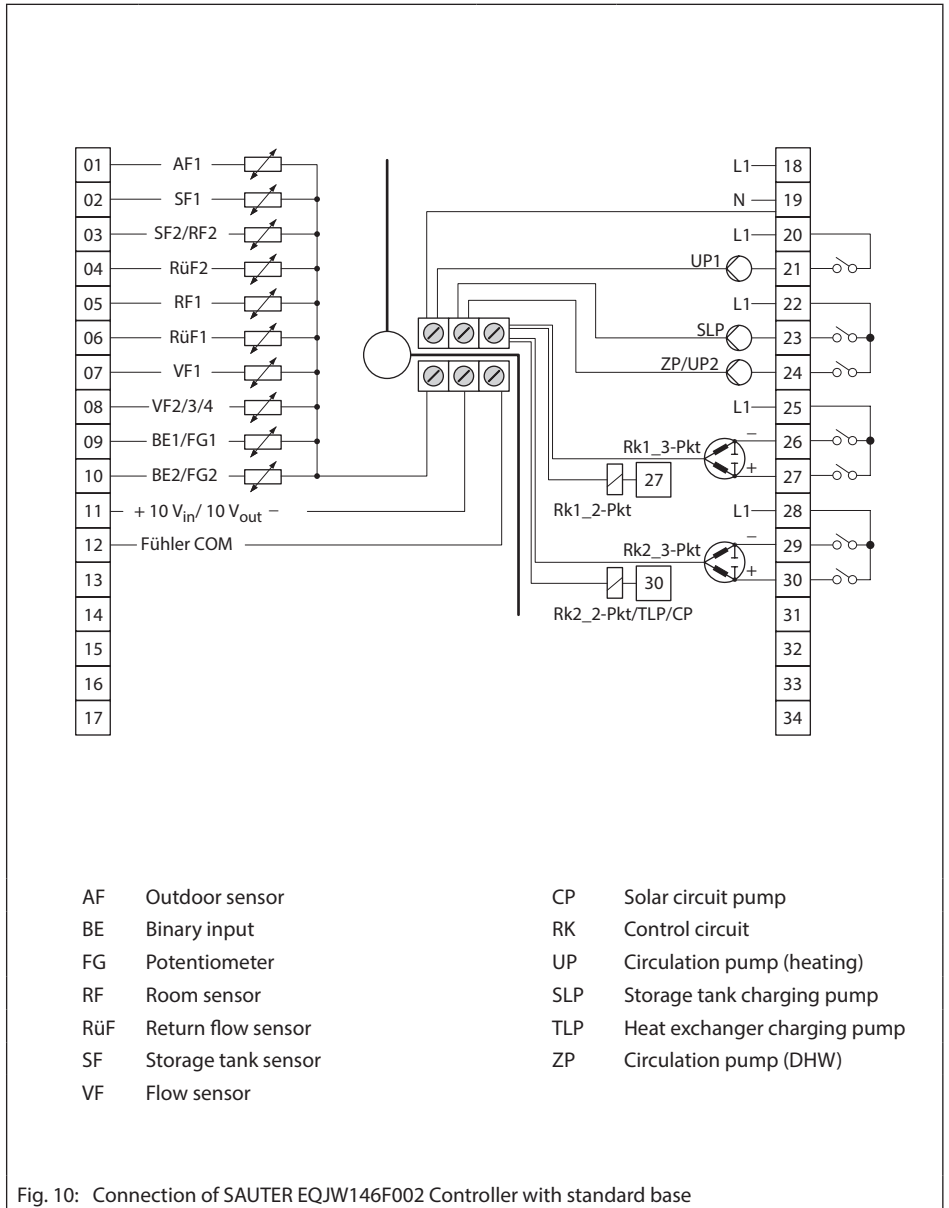 01 AF1 L1 18
02 SF1 N 19
03 SF2/RF2 L1 20
04 RüF2 UP1 21
05 RF1 L1 22
06 RüF1 SLP 23
07 VF1 ZP/UP2 24
08 VF2/3/4 L1 25
09 BE1/FG1 Rk1_3-Pkt − 26
10 BE2/FG2 27 + 27
Rk1_2-Pkt
11 + 10 Vin/ 10 Vout − L1 28
12 Fühler COM Rk2_3-Pkt − 29
13 30 + 30
Rk2_2-Pkt/TLP/CP
14 31
15 32
16 33
17 34
AF Outdoor sensor
BE Binary input
FG Potentiometer
RF Room sensor
RüF Return flow sensor
SF Storage tank sensor
VF Flow sensor
CP Solar circuit pump
RK Control circuit
UP Circulation pump (heating)
SLP Storage tank charging pump
TLP Heat exchanger charging pump
ZP Circulation pump (DHW)
Fig. 10: Connection of SAUTER EQJW146F002 Controller with standard base